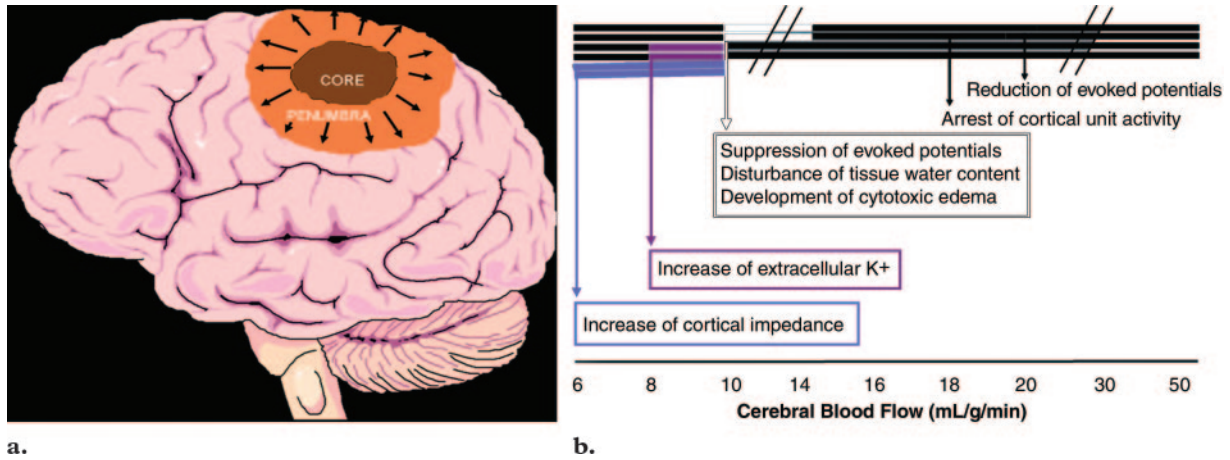 CORE
PENUMBRA
a.
Reduction of evoked potentials
Arrest of cortical unit activity
Suppression of evoked potentials
Disturbance of tissue water content
Development of cytotoxic edema
Increase of extracellular K+
Increase of cortical impedance
6 8 10 14 16 18 20 30 50
Cerebral Blood Flow (mL/g/min)
b.